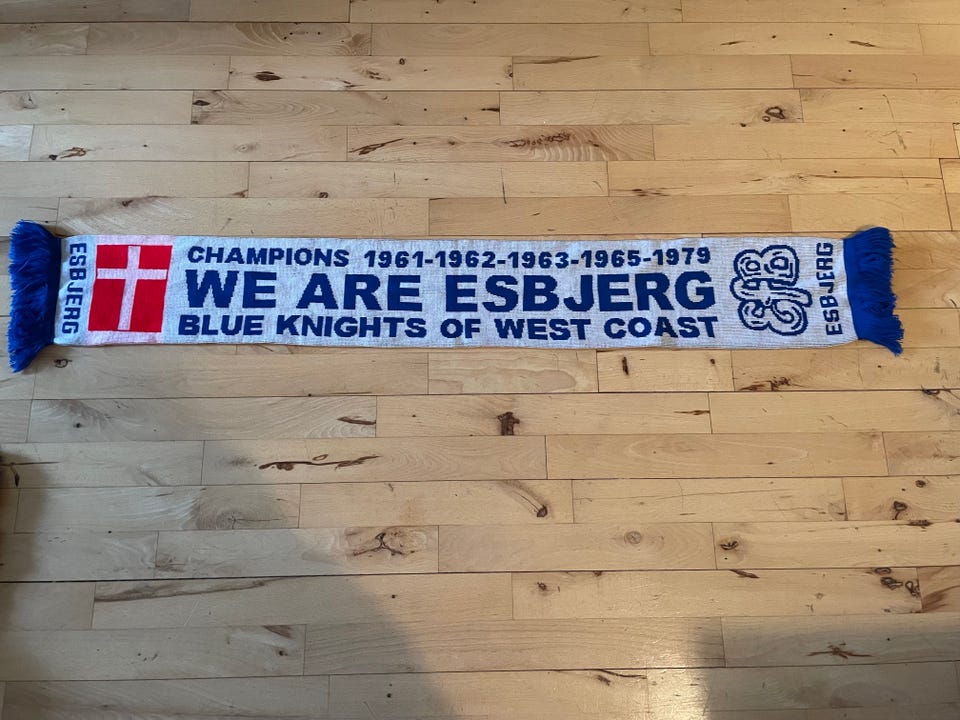 ESBJERG
CHAMPIONS 1961-1962-1963-1965-1979
WE ARE ESBJERG
BLUE KNIGHTS OF WEST COAST
EfB
ESBJERG